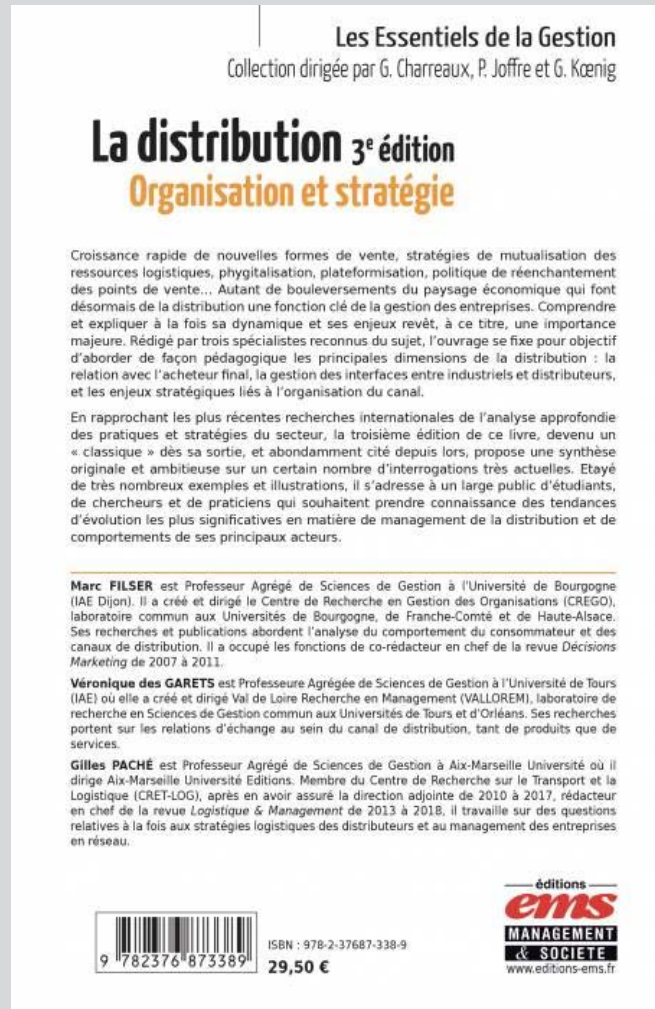 Les Essentiels de la Gestion
Collection dirigée par G. Charreaux, P. Joffre et G. Kœnig
La distribution 3e édition
Organisation et stratégie
Croissance rapide de nouvelles formes de vente, stratégies de mutualisation des
ressources logistiques, phygitalisation, plateformisation, politique de réenchantement
des points de vente... Autant de bouleversements du paysage économique qui font
désormais de la distribution une fonction clé de la gestion des entreprises. Comprendre
et expliquer à la fois sa dynamique et ses enjeux revêt, à ce titre, une importance
majeure. Rédigé par trois spécialistes reconnus du sujet, l'ouvrage se fixe pour objectif
d'aborder de façon pédagogique les principales dimensions de la distribution : la
relation avec l'acheteur final, la gestion des interfaces entre industriels et distributeurs,
et les enjeux stratégiques liés à l'organisation du canal.
En rapprochant les plus récentes recherches internationales de l'analyse approfondie
des pratiques et stratégies du secteur, la troisième édition de ce livre, devenu un
« classique » dès sa sortie, et abondamment cité depuis lors, propose une synthèse
originale et ambitieuse sur un certain nombre d'interrogations très actuelles. Etayé
de très nombreux exemples et illustrations, il s'adresse à un large public d'étudiants,
de chercheurs et de praticiens qui souhaitent prendre connaissance des tendances
d'évolution les plus significatives en matière de management de la distribution et de
comportements de ses principaux acteurs.
Marc FILSER est Professeur Agrégé de Sciences de Gestion à l'Université de Bourgogne
(IAE Dijon). Il a créé et dirigé le Centre de Recherche en Gestion des Organisations (CREGO),
laboratoire commun aux Universités de Bourgogne, de Franche-Comté et de Haute-Alsace.
Ses recherches et publications abordent l'analyse du comportement du consommateur et des
canaux de distribution. Il a occupé les fonctions de co-rédacteur en chef de la revue Décisions
Marketing de 2007 à 2011.
Véronique des GARETS est Professeure Agrégée de Sciences de Gestion à l'Université de Tours
(IAE) où elle a créé et dirigé Val de Loire Recherche en Management (VALLOREM), laboratoire de
recherche en Sciences de Gestion commun aux Universités de Tours et d'Orléans. Ses recherches
portent sur les relations d'échange au sein du canal de distribution, tant de produits que de
services.
Gilles PACHÉ est Professeur Agrégé de Sciences de Gestion à Aix-Marseille Université où il
dirige Aix-Marseille Université Editions. Membre du Centre de Recherche sur le Transport et la
Logistique (CRET-LOG), après en avoir assuré la direction adjointe de 2010 à 2017, rédacteur
en chef de la revue Logistique & Management de 2013 à 2018, il travaille sur des questions
relatives à la fois aux stratégies logistiques des distributeurs et au management des entreprises
en réseau.
éditions
ems
MANAGEMENT
& SOCIETE
www.editions-ems.fr
ISBN : 978-2-37687-338-9
29,50 €
9 782376 873389